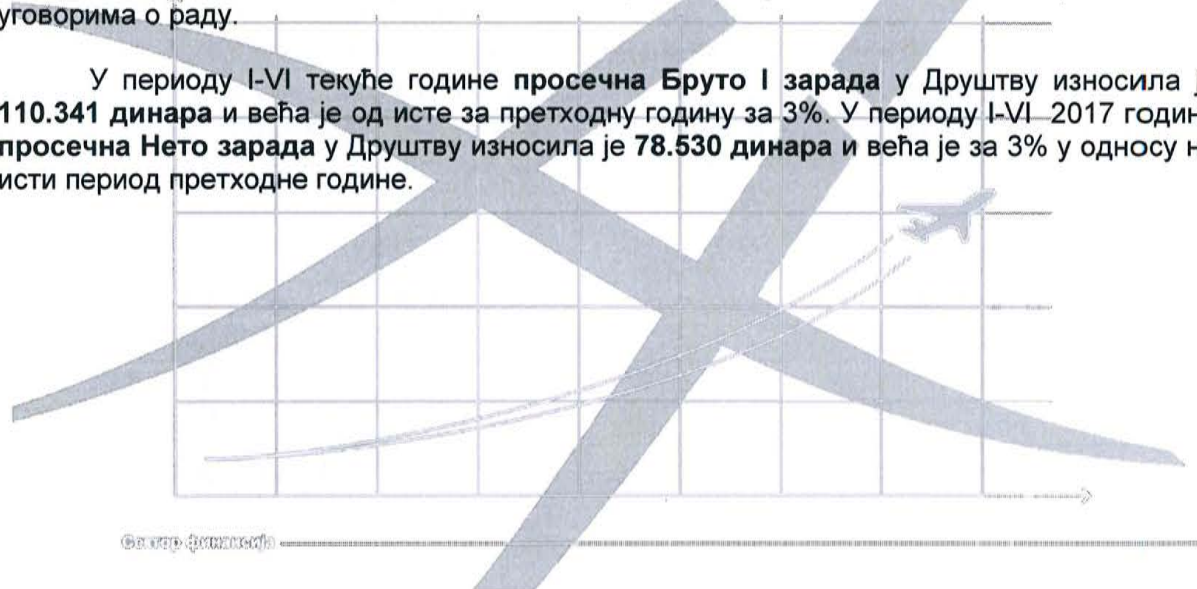 уговорима о раду.
У периоду I-VI текуће године просечна Бруто I зарада у Друштву износила ј
110.341 динара и већа је од исте за претходну годину за 3%. У периоду I-VI 2017 годин
просечна Нето зарада у Друштву износила је 78.530 динара и већа је за 3% у односу н
исти период претходне године.
Сектор финансија